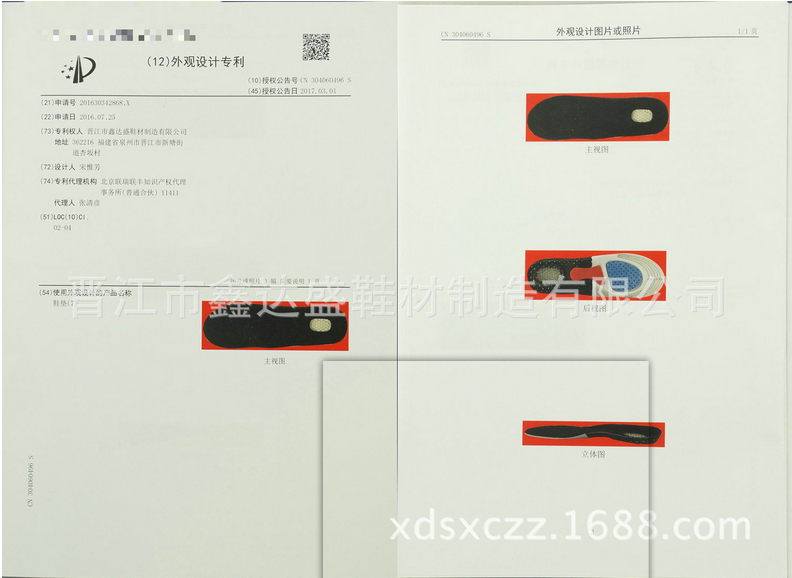 (12)外观设计专利
(10)授权公告号 CN 304060496 S
(45)授权公告日 2017.03.01
(21)申请号 201630342868.X
(22)申请日 2016.07.25
(73)专利权人 晋江市鑫达盛鞋材制造有限公司
地址 362216 福建省泉州市晋江市新塘街
道杏坂村
(72)设计人 宋惟芳
(74)专利代理机构 北京联瑞联丰知识产权代理
事务所(普通合伙) 11411
代理人 张清彦
(51)LOC(10)Cl.
02-04
(54)使用外观设计的产品名称
鞋垫
主视图
CN 304060496 S
CN 304060496 S
外观设计图片或照片
1/1 页
主视图
后视图
立体图
晋江市鑫达盛鞋材制造有限公司
xdsxczz.1688.com